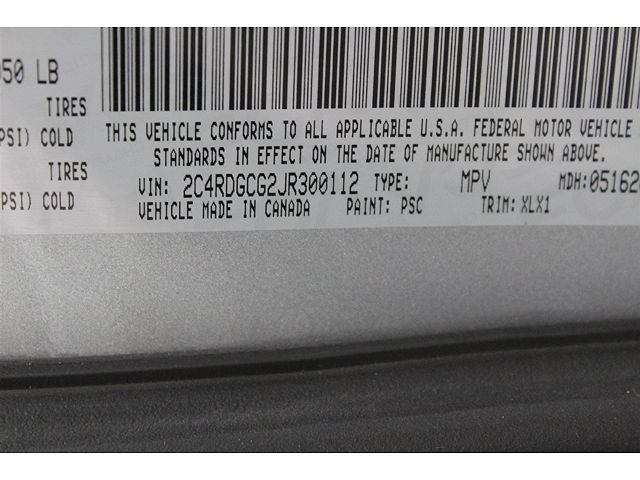 050 LB
TIRES
PSI) COLD
TIRES
PSI) COLD
THIS VEHICLE CONFORMS TO ALL APPLICABLE U.S.A. FEDERAL MOTOR VEHICLE
STANDARDS IN EFFECT ON THE DATE OF MANUFACTURE SHOWN ABOVE.
VIN: 2C4RDGCG2JR300112 TYPE: MPV MDH:05162
VEHICLE MADE IN CANADA PAINT: PSC TRIM: XLX1